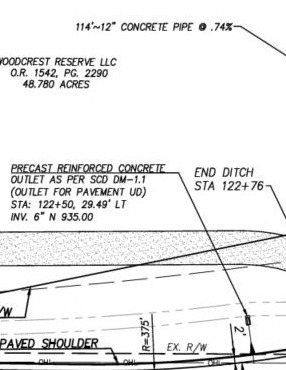 114'~12" CONCRETE PIPE @ .74%
WOODCREST RESERVE LLC
O.R. 1542, PG. 2290
48.780 ACRES
PRECAST REINFORCED CONCRETE
OUTLET AS PER SCD DM-1.1
(OUTLET FOR PAVEMENT UD)
STA: 122+50, 29.49' LT
INV. 6" N 935.00
END DITCH
STA 122+76
/W
R=375'
2'
PAVED SHOULDER
EX. R/W
OHL
OHL